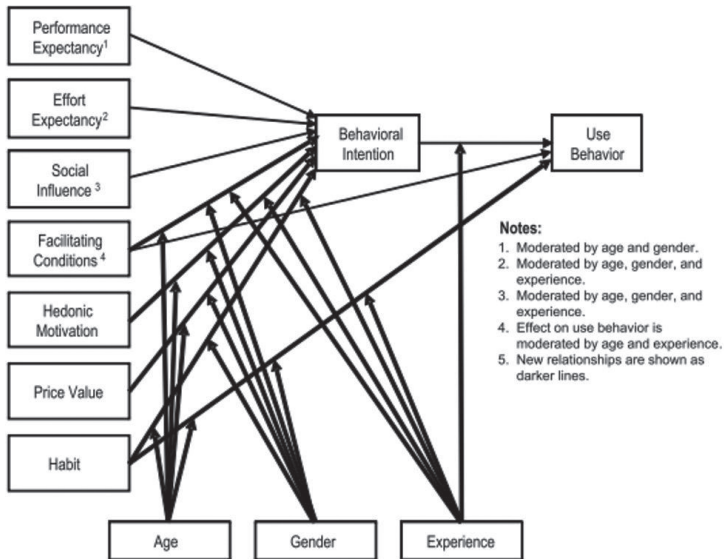 Performance
Expectancy¹
Effort
Expectancy²
Social
Influence ³
Facilitating
Conditions ⁴
Hedonic
Motivation
Price Value
Habit
Behavioral
Intention
Use
Behavior
Notes:
1. Moderated by age and gender.
2. Moderated by age, gender, and
experience.
3. Moderated by age, gender, and
experience.
4. Effect on use behavior is
moderated by age and experience.
5. New relationships are shown as
darker lines.
Age
Gender
Experience